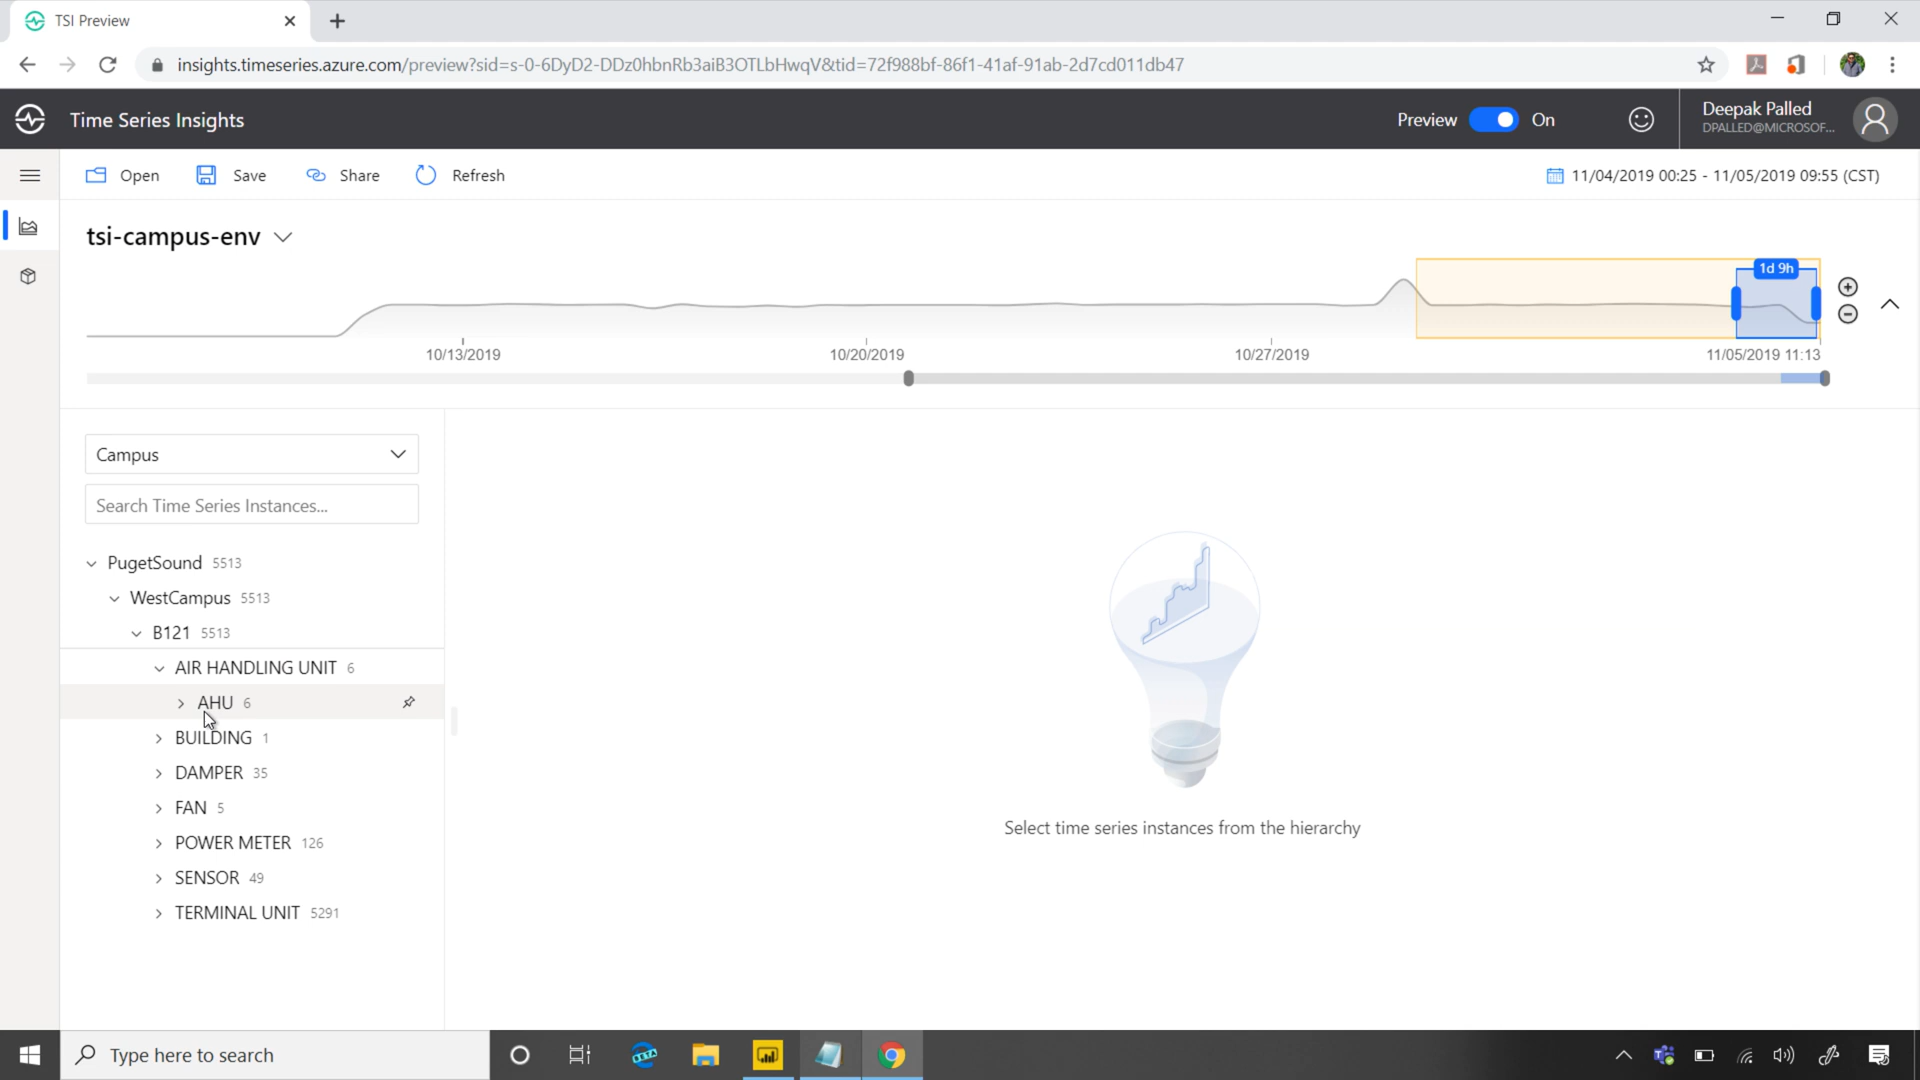 TSI Preview
insights.timeseries.azure.com/preview?sid=s-0-6DyD2-DDz0hbnRb3aiB3OTLbHwqV&tid=72f988bf-86f1-41af-91ab-2d7cd011db47
Time Series Insights
Preview On
Deepak Palled
DPALLED@MICROSOF...
Open Save Share Refresh
11/04/2019 00:25 - 11/05/2019 09:55 (CST)
tsi-campus-env
1d 9h
10/13/2019 10/20/2019 10/27/2019 11/05/2019 11:13
Campus
Search Time Series Instances...
PugetSound 5513
WestCampus 5513
B121 5513
AIR HANDLING UNIT 6
AHU 6
BUILDING 1
DAMPER 35
FAN 5
POWER METER 126
SENSOR 49
TERMINAL UNIT 5291
Select time series instances from the hierarchy
Type here to search
BETA